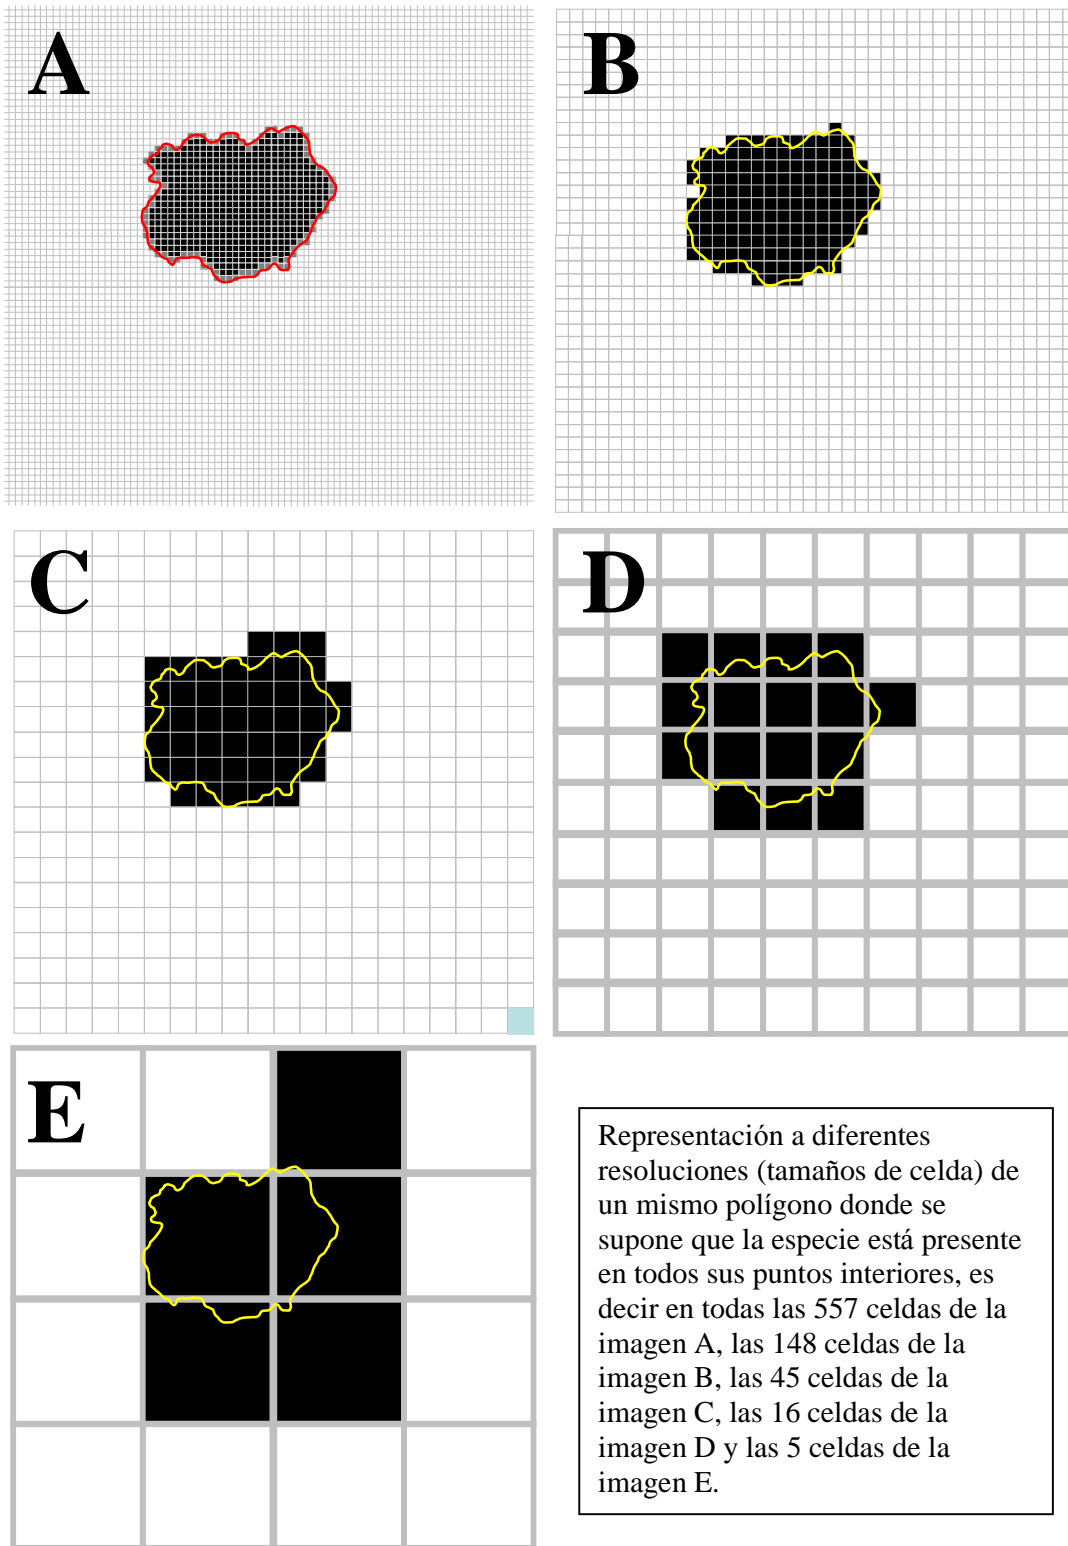 A
B
C
D
E
Representación a diferentes
resoluciones (tamaños de celda) de
un mismo polígono donde se
supone que la especie está presente
en todos sus puntos interiores, es
decir en todas las 557 celdas de la
imagen A, las 148 celdas de la
imagen B, las 45 celdas de la
imagen C, las 16 celdas de la
imagen D y las 5 celdas de la
imagen E.